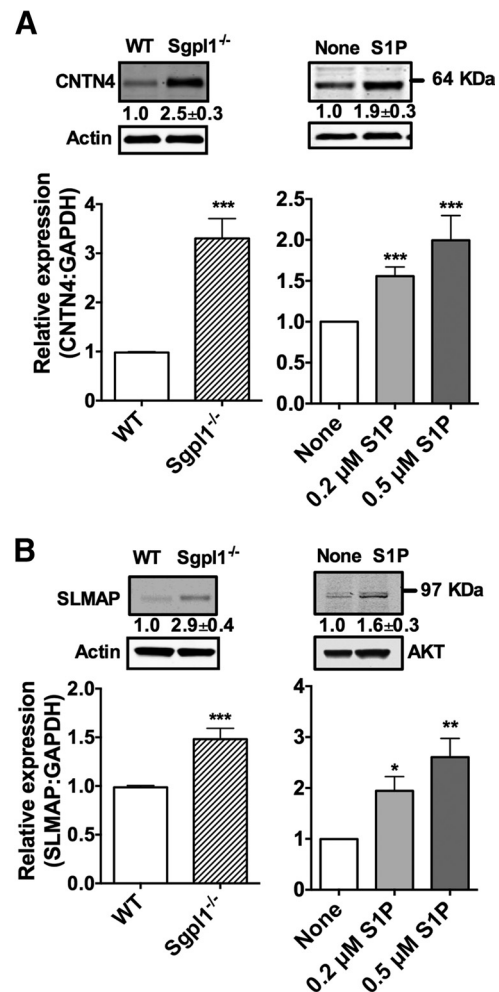 A
WT Sgpl1-/- None S1P
CNTN4 64 KDa
1.0 2.5±0.3 1.0 1.9±0.3
Actin
Relative expression
(CNTN4:GAPDH)
4
3
2
1
0
***
WT
Sgpl1-/-
2.5
2.0
1.5
1.0
0.5
0.0
***
***
None
0.2 µM S1P
0.5 µM S1P
B
WT Sgpl1-/- None S1P
SLMAP 97 KDa
1.0 2.9±0.4 1.0 1.6±0.3
Actin AKT
Relative expression
(SLMAP:GAPDH)
2.0
1.5
1.0
0.5
0.0
***
WT
Sgpl1-/-
4
3
2
1
0
*
**
None
0.2 µM S1P
0.5 µM S1P